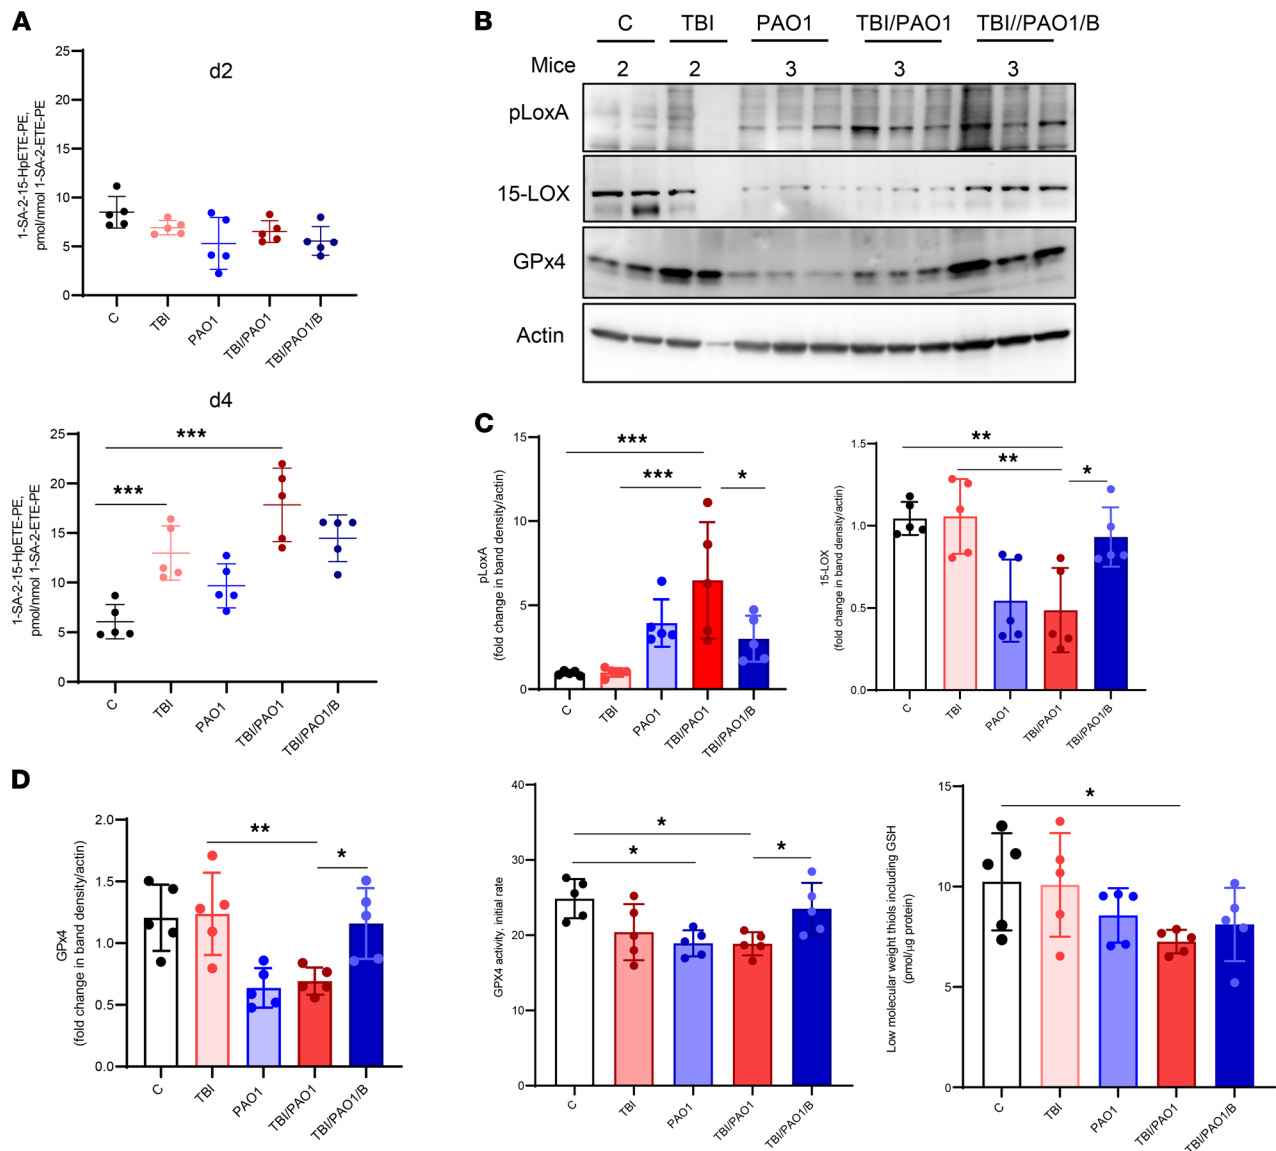 A
d2
1-SA-2-15-HpETE-PE,
pmol/nmol 1-SA-2-ETE-PE
25
20
15
10
5
0
C
TBI
PAO1
TBI/PAO1
TBI/PAO1/B
d4
1-SA-2-15-HpETE-PE,
pmol/nmol 1-SA-2-ETE-PE
25
20
15
10
5
0
***
***
C
TBI
PAO1
TBI/PAO1
TBI/PAO1/B
B
C TBI PAO1 TBI/PAO1 TBI//PAO1/B
Mice 2 2 3 3 3
pLoxA
15-LOX
GPx4
Actin
C
pLoxA
(fold change in band density/actin)
15
10
5
0
***
***
*
C
TBI
PAO1
TBI/PAO1
TBI/PAO1/B
15-LOX
(fold change in band density/actin)
1.5
1.0
0.5
0.0
**
**
*
C
TBI
PAO1
TBI/PAO1
TBI/PAO1/B
D
GPx4
(fold change in band density/actin)
2.0
1.5
1.0
0.5
0.0
**
*
C
TBI
PAO1
TBI/PAO1
TBI/PAO1/B
GPX4 activity, initial rate
40
30
20
10
0
*
*
*
C
TBI
PAO1
TBI/PAO1
TBI/PAO1/B
Low molecular weight thiols including GSH
(pmol/µg protein)
15
10
5
0
*
C
TBI
PAO1
TBI/PAO1
TBI/PAO1/B